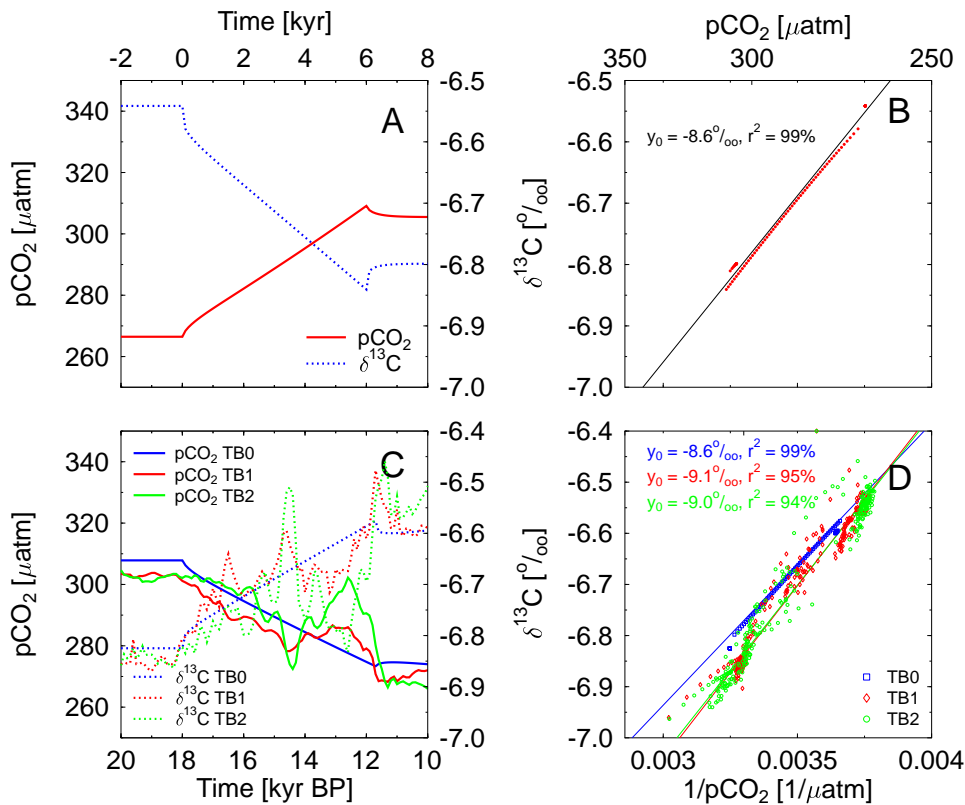 Time [kyr]
-2 0 2 4 6 8
pCO2 [μatm]
340
320
300
280
260
-6.5
-6.6
-6.7
-6.8
-6.9
-7.0
A
pCO2
δ13C
pCO2 [μatm]
350 300 250
δ13C [o/oo]
-6.5
-6.6
-6.7
-6.8
-6.9
-7.0
B
y0 = -8.6o/oo, r2 = 99%
pCO2 [μatm]
340
320
300
280
260
-6.4
-6.5
-6.6
-6.7
-6.8
-6.9
-7.0
C
pCO2 TB0
pCO2 TB1
pCO2 TB2
δ13C TB0
δ13C TB1
δ13C TB2
20 18 16 14 12 10
Time [kyr BP]
δ13C [o/oo]
-6.4
-6.5
-6.6
-6.7
-6.8
-6.9
-7.0
D
y0 = -8.6o/oo, r2 = 99%
y0 = -9.1o/oo, r2 = 95%
y0 = -9.0o/oo, r2 = 94%
TB0
TB1
TB2
0.003 0.0035 0.004
1/pCO2 [1/μatm]